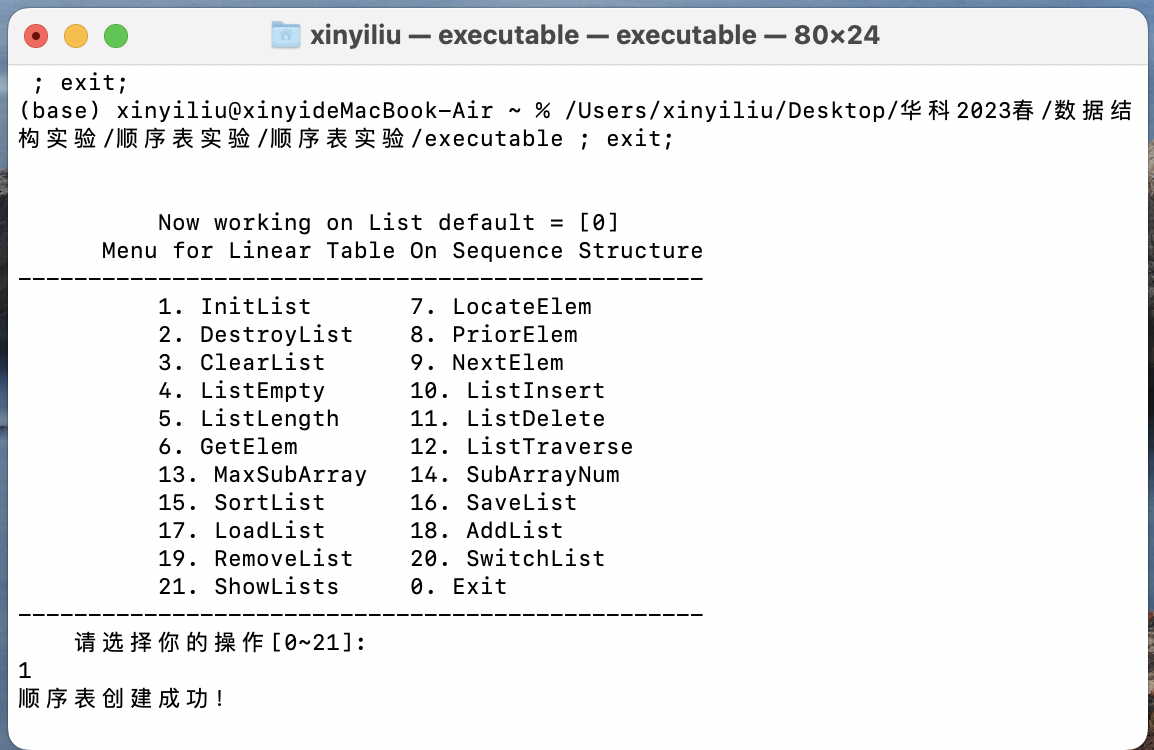 xinyiliu — executable — executable — 80×24
; exit;
(base) xinyiliu@xinyideMacBook-Air ~ % /Users/xinyiliu/Desktop/华科2023春/数据结
构实验/顺序表实验/顺序表实验/executable ; exit;
Now working on List default = [0]
Menu for Linear Table On Sequence Structure
-------------------------------------------------
1. InitList 7. LocateElem
2. DestroyList 8. PriorElem
3. ClearList 9. NextElem
4. ListEmpty 10. ListInsert
5. ListLength 11. ListDelete
6. GetElem 12. ListTraverse
13. MaxSubArray 14. SubArrayNum
15. SortList 16. SaveList
17. LoadList 18. AddList
19. RemoveList 20. SwitchList
21. ShowLists 0. Exit
-------------------------------------------------
请选择你的操作[0~21]:
1
顺序表创建成功!